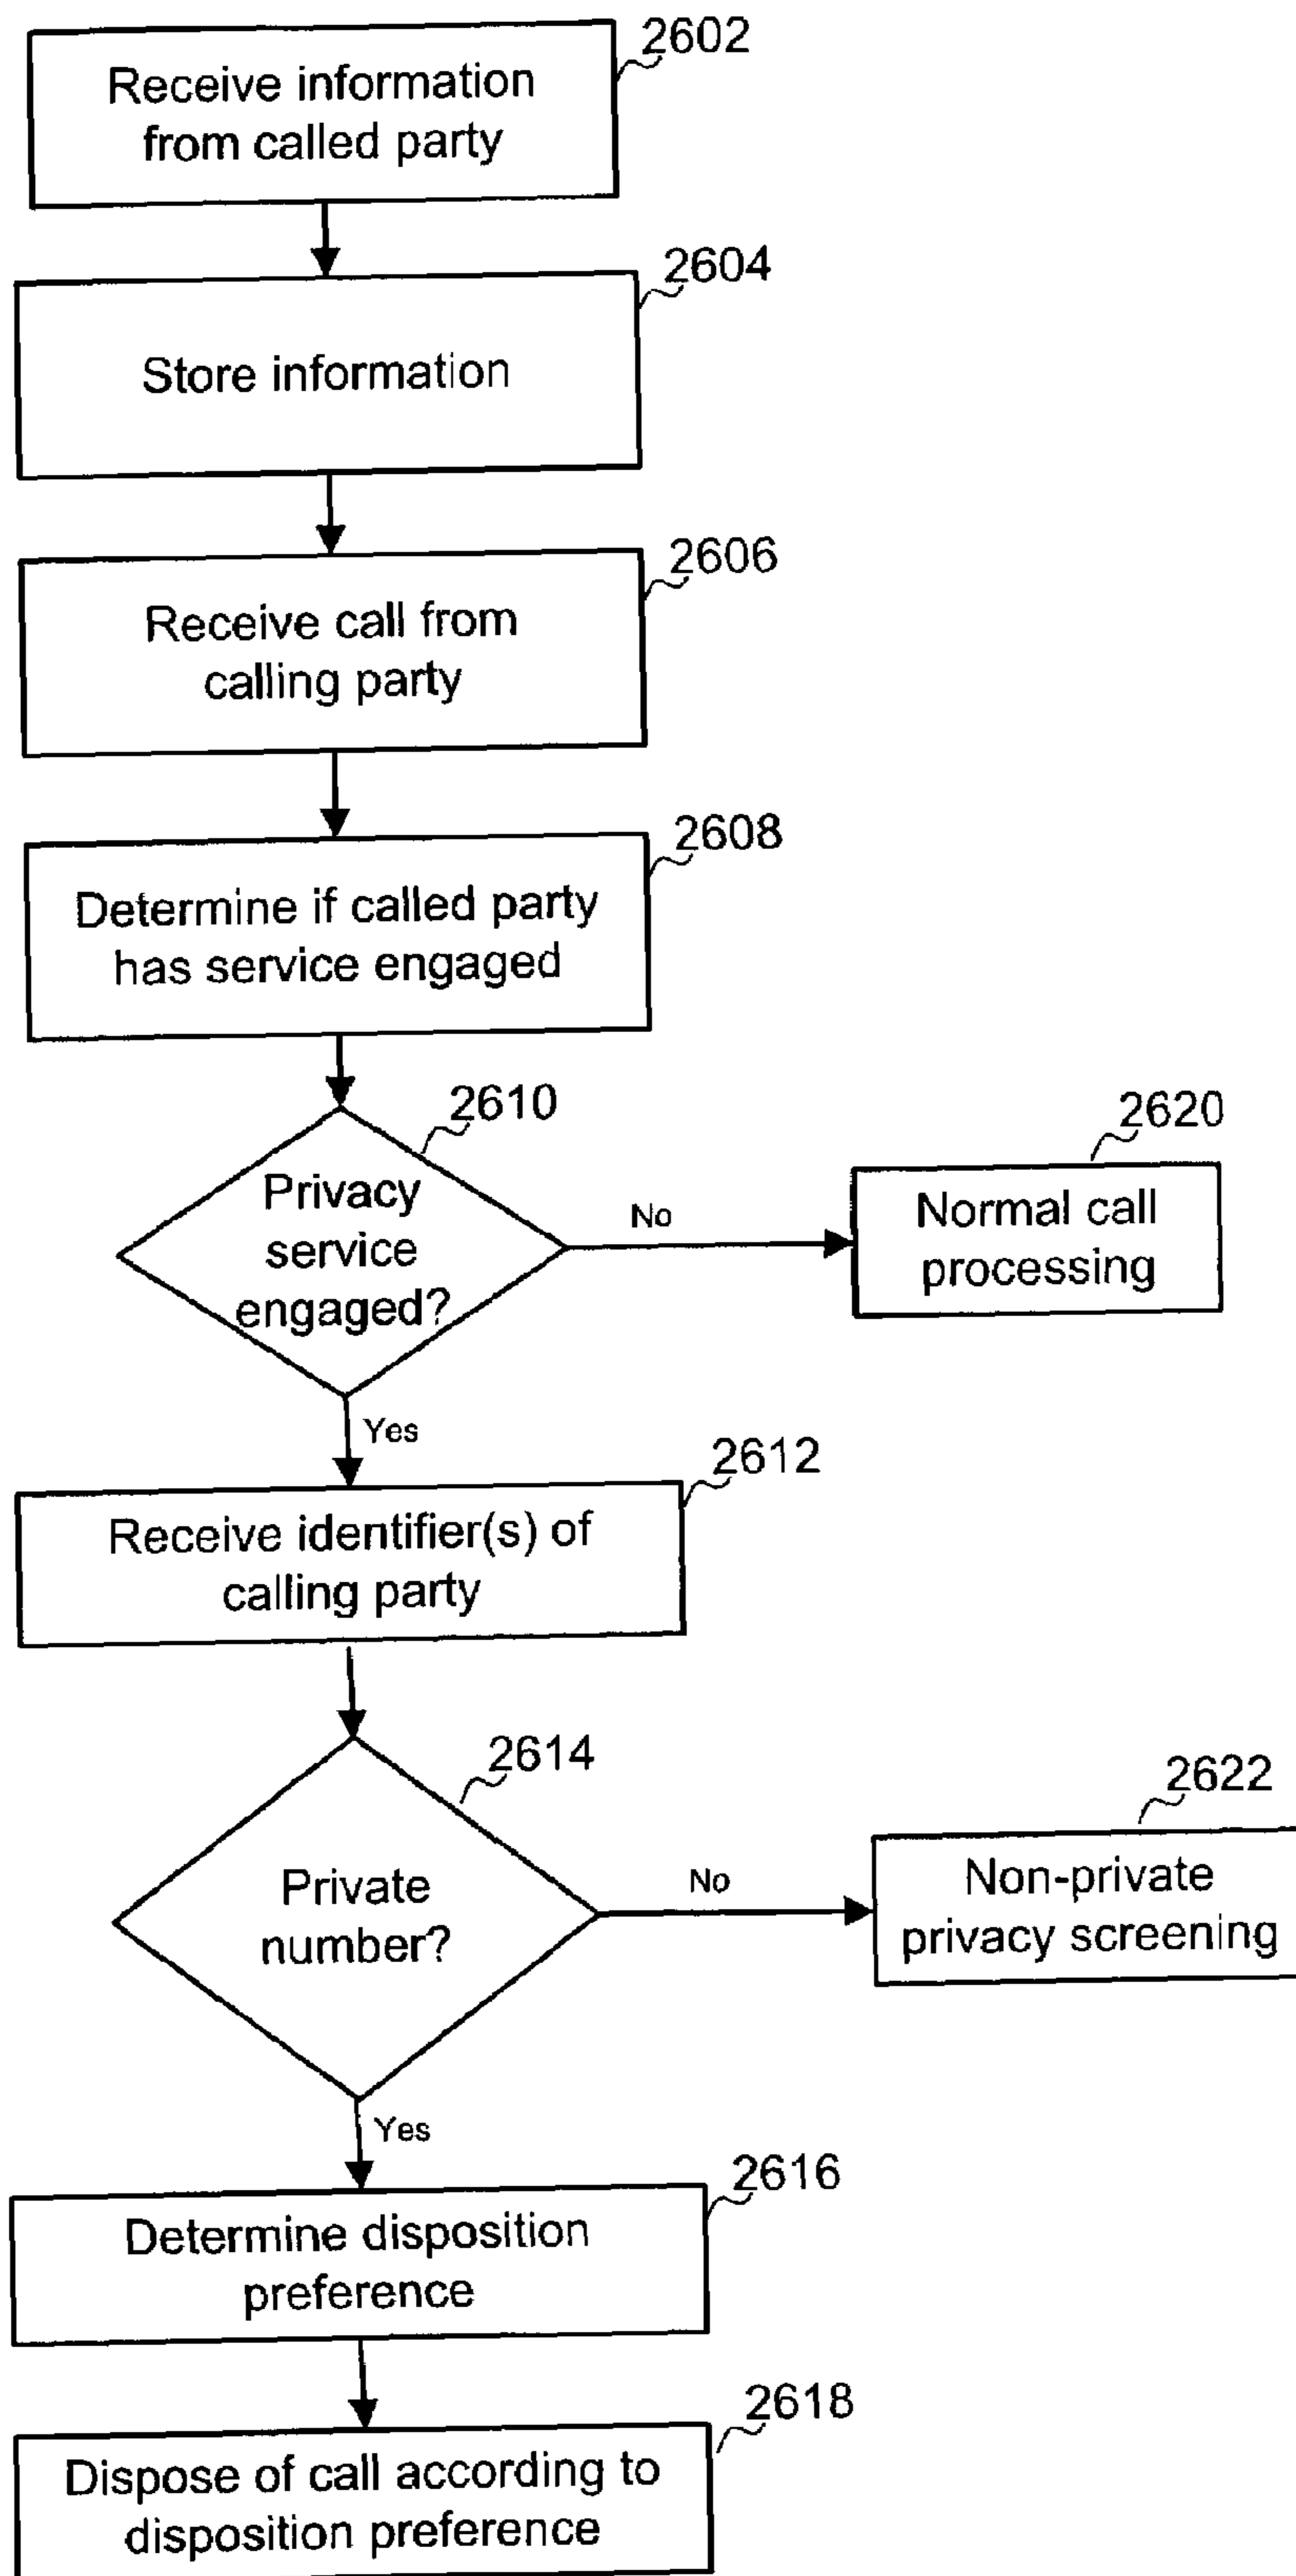 2602
Receive information
from called party
2604
Store information
2606
Receive call from
calling party
2608
Determine if called party
has service engaged
2610
Privacy
service
engaged?
No
2620
Normal call
processing
Yes
2612
Receive identifier(s) of
calling party
2614
Private
number?
No
2622
Non-private
privacy screening
Yes
2616
Determine disposition
preference
2618
Dispose of call according to
disposition preference